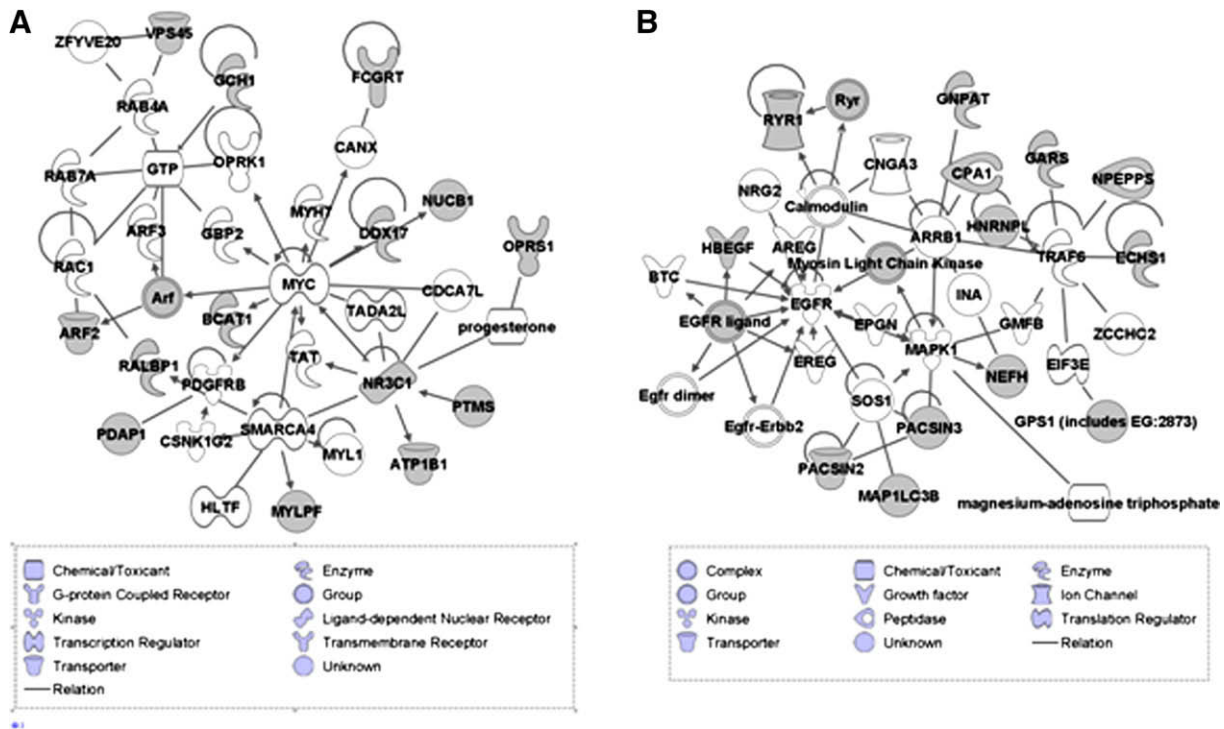 A
ZFYVE20
VPS45
GCH1
FCGRT
RAB4A
GTP
OPRK1
CANX
RAB7A
NUCB1
MYH7
DDX17
OPRS1
ARF3
GBP2
RAC1
MYC
CDCA7L
Arf
TADA2L
progesterone
ARF2
BCAT1
TAT
RALBP1
PDGFRB
NR3C1
PTMS
PDAP1
CSNK1G2
SMARCA4
MYL1
ATP1B1
HLTF
MYLPF
Chemical/Toxicant
Enzyme
G-protein Coupled Receptor
Group
Kinase
Ligand-dependent Nuclear Receptor
Transcription Regulator
Transmembrane Receptor
Transporter
Unknown
Relation
B
RYR1
Ryr
GNPAT
CNGA3
CPA1
GARS
NPEPPS
NRG2
Calmodulin
HBEGF
AREG
ARRB1
HNRNPL
TRAF6
ECHS1
Myosin Light Chain Kinase
BTC
EGFR
INA
EGFR ligand
EPGN
GMFB
ZCCHC2
EREG
MAPK1
NEFH
EIF3E
Egfr dimer
SOS1
Egfr-Erbb2
PACSIN3
GPS1 (includes EG:2873)
PACSIN2
MAP1LC3B
magnesium-adenosine triphosphate
Complex
Chemical/Toxicant
Enzyme
Group
Growth factor
Ion Channel
Kinase
Peptidase
Translation Regulator
Transporter
Unknown
Relation